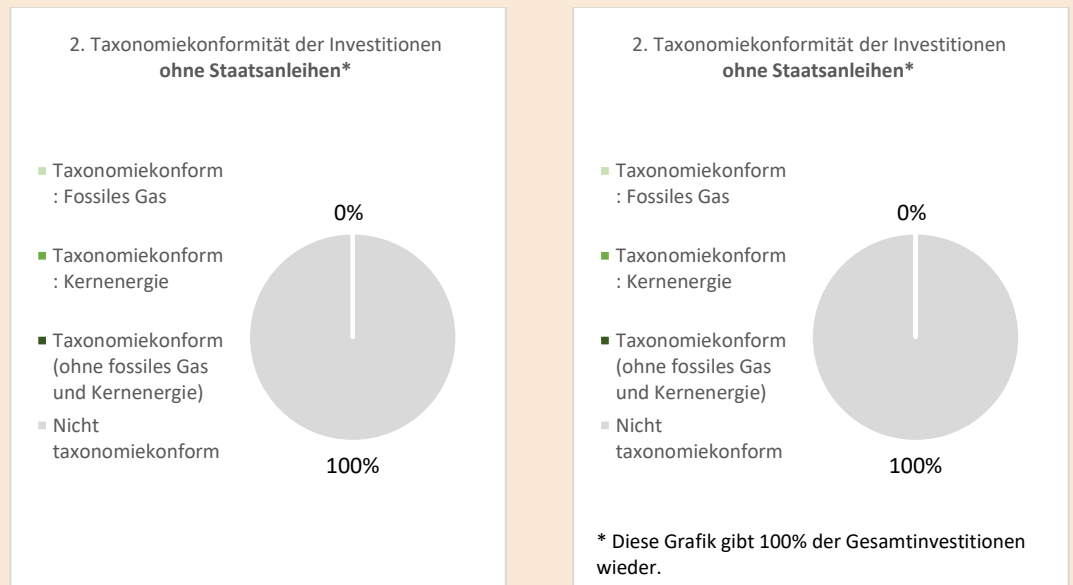 2. Taxonomiekonformität der Investitionen
ohne Staatsanleihen*
Taxonomiekonform
: Fossiles Gas
Taxonomiekonform
: Kernenergie
Taxonomiekonform
(ohne fossiles Gas
und Kernenergie)
Nicht
taxonomiekonform
0%
100%
2. Taxonomiekonformität der Investitionen
ohne Staatsanleihen*
Taxonomiekonform
: Fossiles Gas
Taxonomiekonform
: Kernenergie
Taxonomiekonform
(ohne fossiles Gas
und Kernenergie)
Nicht
taxonomiekonform
0%
100%
* Diese Grafik gibt 100% der Gesamtinvestitionen
wieder.